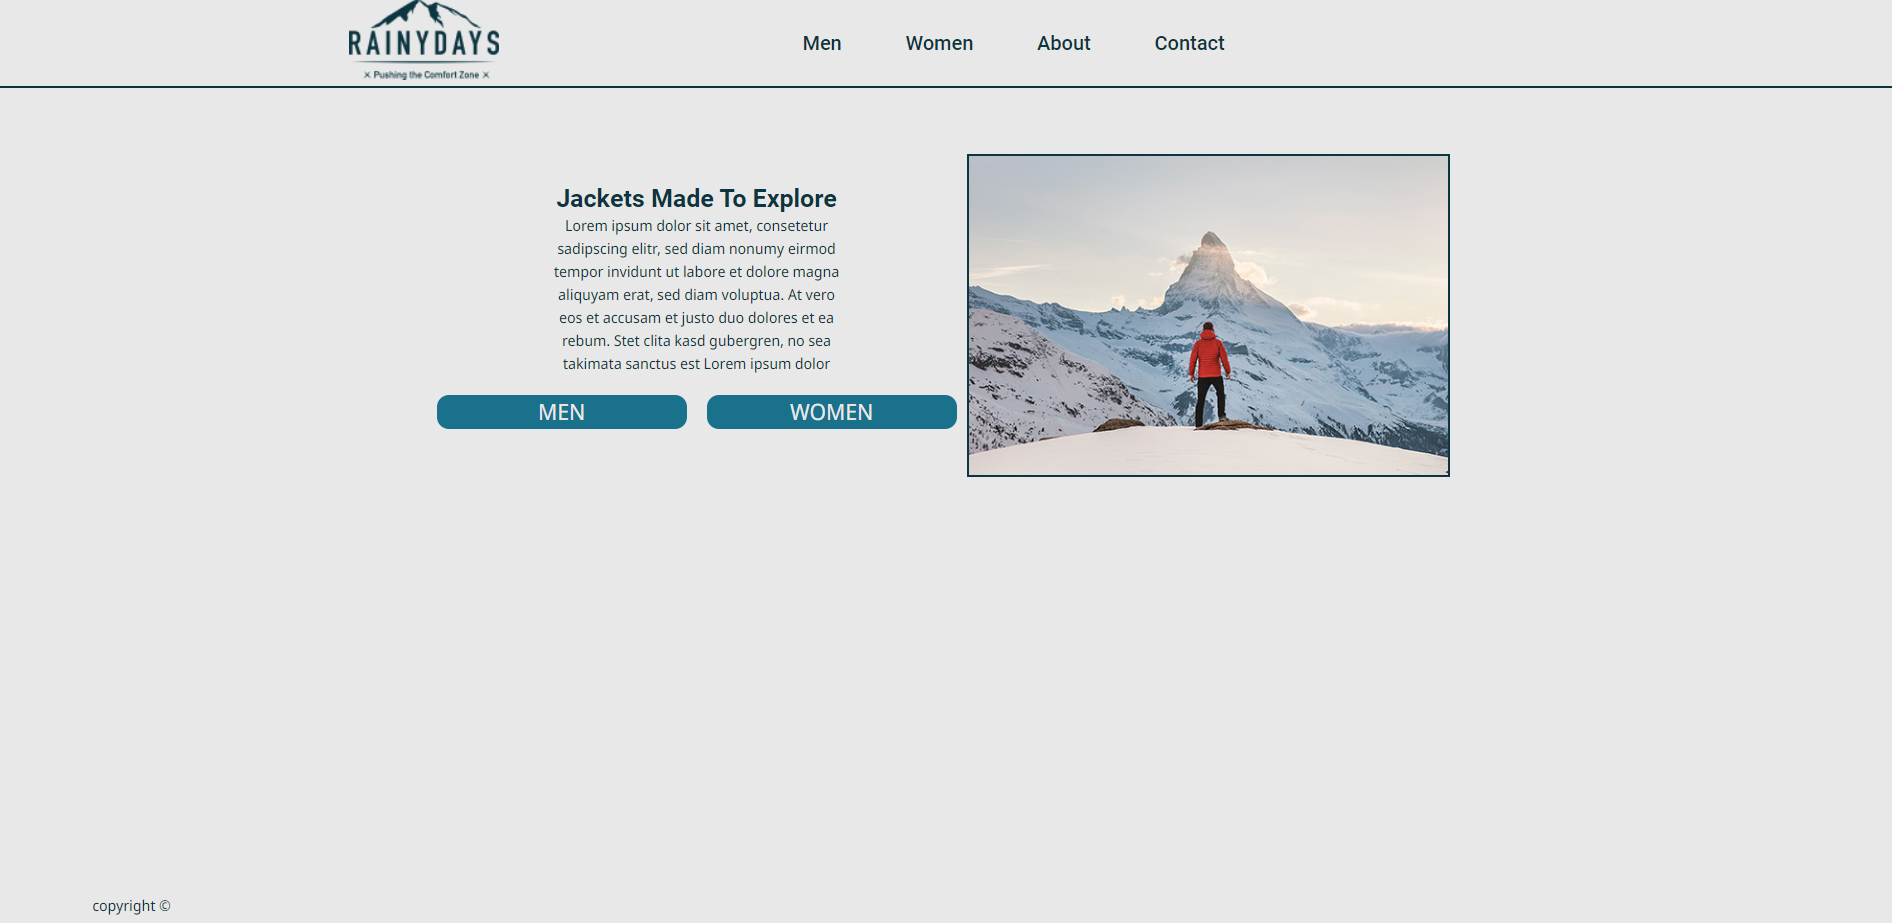 RAINYDAYS
× Pushing the Comfort Zone ×
Men Women About Contact
Jackets Made To Explore
Lorem ipsum dolor sit amet, consetetur
sadipscing elitr, sed diam nonumy eirmod
tempor invidunt ut labore et dolore magna
aliquyam erat, sed diam voluptua. At vero
eos et accusam et justo duo dolores et ea
rebum. Stet clita kasd gubergren, no sea
takimata sanctus est Lorem ipsum dolor
MEN WOMEN
copyright ©